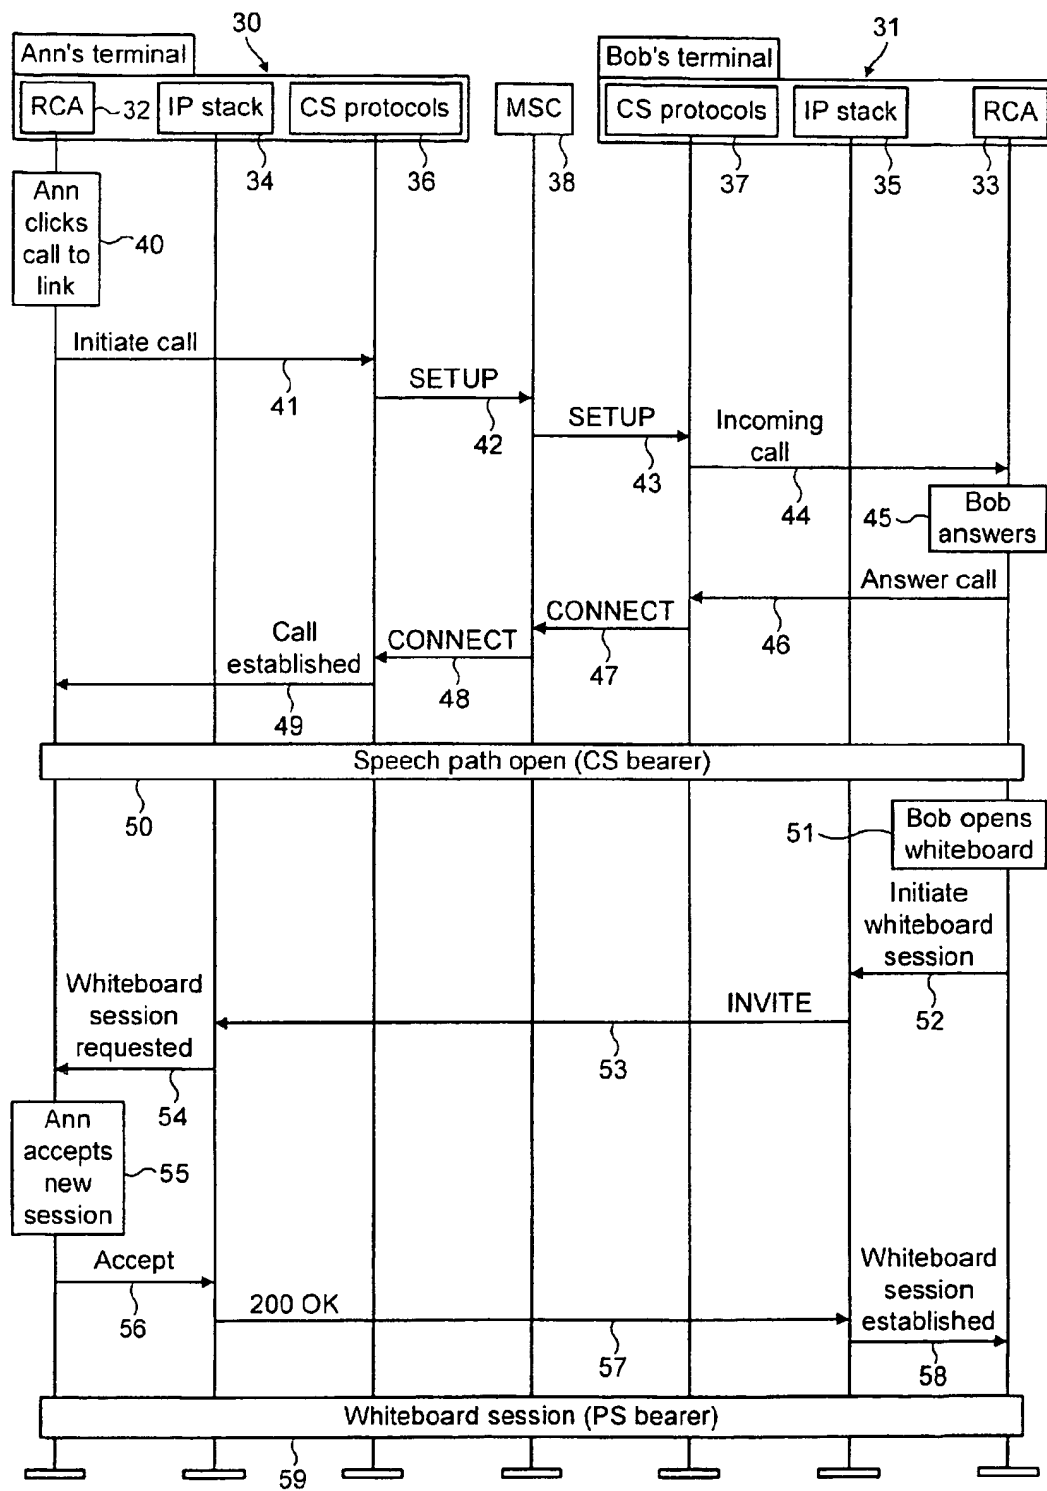 30
31
Ann's terminal
Bob's terminal
RCA
32
IP stack
CS protocols
MSC
CS protocols
IP stack
RCA
34
36
38
37
35
33
Ann
clicks
call to
link
40
Initiate call
41
SETUP
42
SETUP
43
Incoming
call
44
45
Bob
answers
Answer call
46
CONNECT
47
CONNECT
48
Call
established
49
Speech path open (CS bearer)
50
51
Bob opens
whiteboard
Initiate
whiteboard
session
52
INVITE
53
Whiteboard
session
requested
54
Ann
accepts
new
session
55
Accept
56
200 OK
57
Whiteboard
session
established
58
Whiteboard session (PS bearer)
59